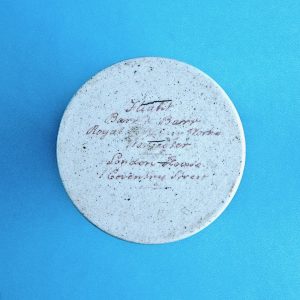 Flight
Barr & Barr
Royal Works
Worcester
London House
Coventry Street